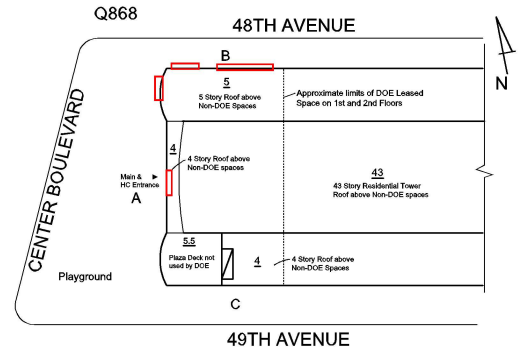 Q868
48TH AVENUE
B
N
5
5 Story Roof above
Non-DOE Spaces
Approximate limits of DOE Leased
Space on 1st and 2nd Floors
CENTER BOULEVARD
4
4 Story Roof above
Non-DOE spaces
Main &
HC Entrance
A
43
43 Story Residential Tower
Roof above Non-DOE spaces
5.5
Plaza Deck not
used by DOE
4
4 Story Roof above
Non-DOE Spaces
Playground
C
49TH AVENUE